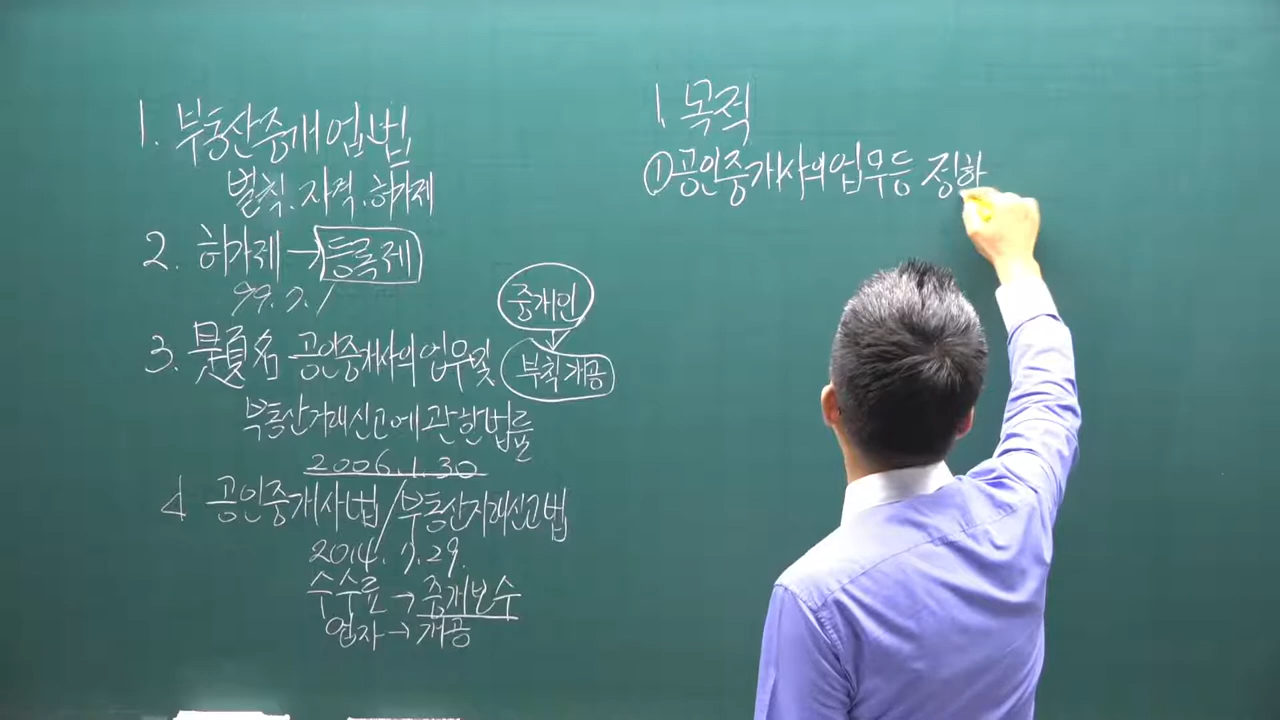 1. 부동산중개업법
벌칙. 자격. 허가제
2. 허가제→등록제
99.7.1
중개인
3. 題名 공인중개사의 업무 및
부칙개공
부동산거래신고에 관한 법률
2006.1.30
4 공인중개사법/부동산거래신고법
2014.7.29.
수수료→중개보수
업자→개공
1. 목적
①공인중개사의 업무등 정하